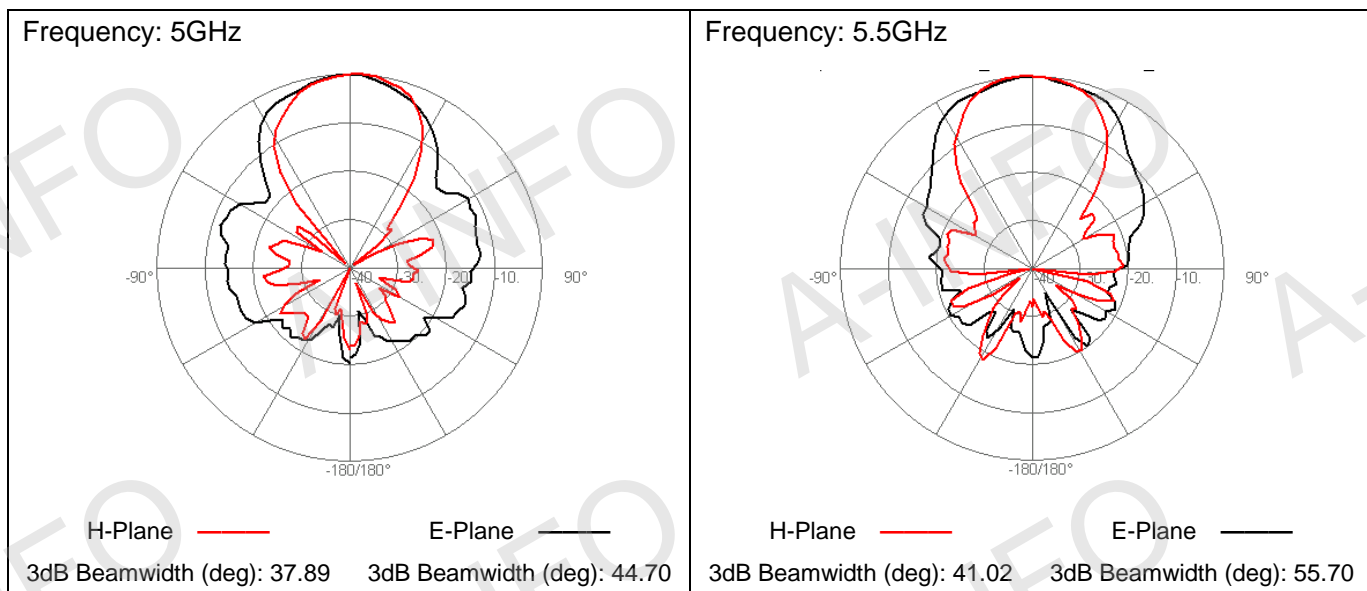 Frequency: 5GHz
-90°
-40.
-30.
-20.
-10.
90°
-180/180°
H-Plane
E-Plane
3dB Beamwidth (deg): 37.89
3dB Beamwidth (deg): 44.70
Frequency: 5.5GHz
-90°
-40.
-30.
-20.
-10.
90°
-180/180°
H-Plane
E-Plane
3dB Beamwidth (deg): 41.02
3dB Beamwidth (deg): 55.70
A-INFO
A-INFO